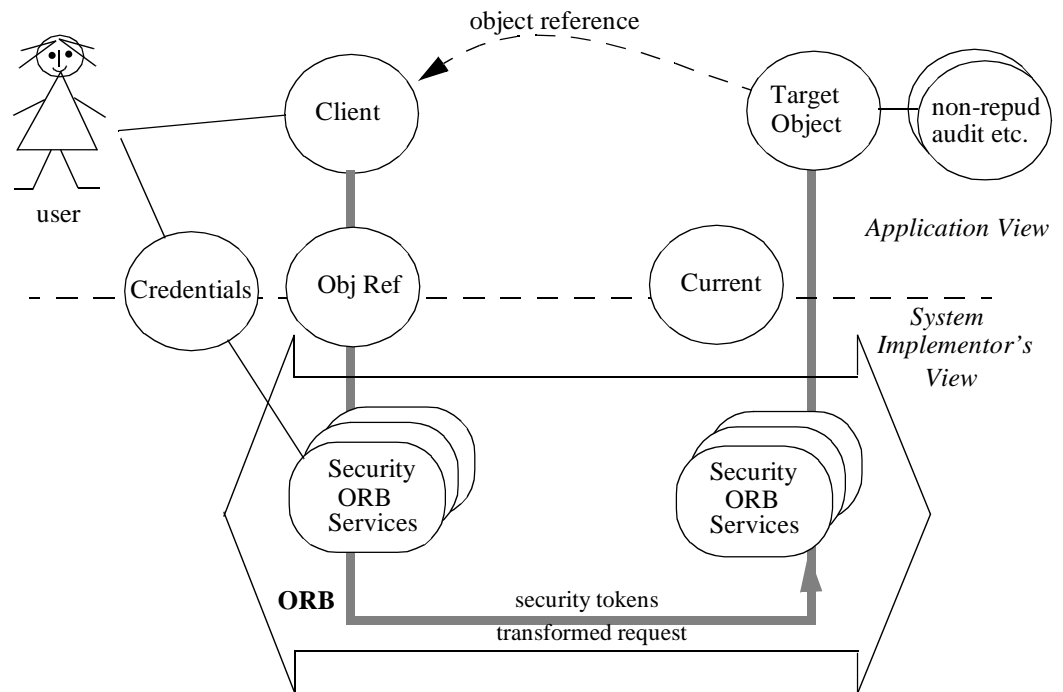 object reference
Client
Target
Object
non-repud
audit etc.
user
Application View
Credentials
Obj Ref
Current
System
Implementor's
View
Security
ORB
Services
Security
ORB
Services
ORB
security tokens
transformed request